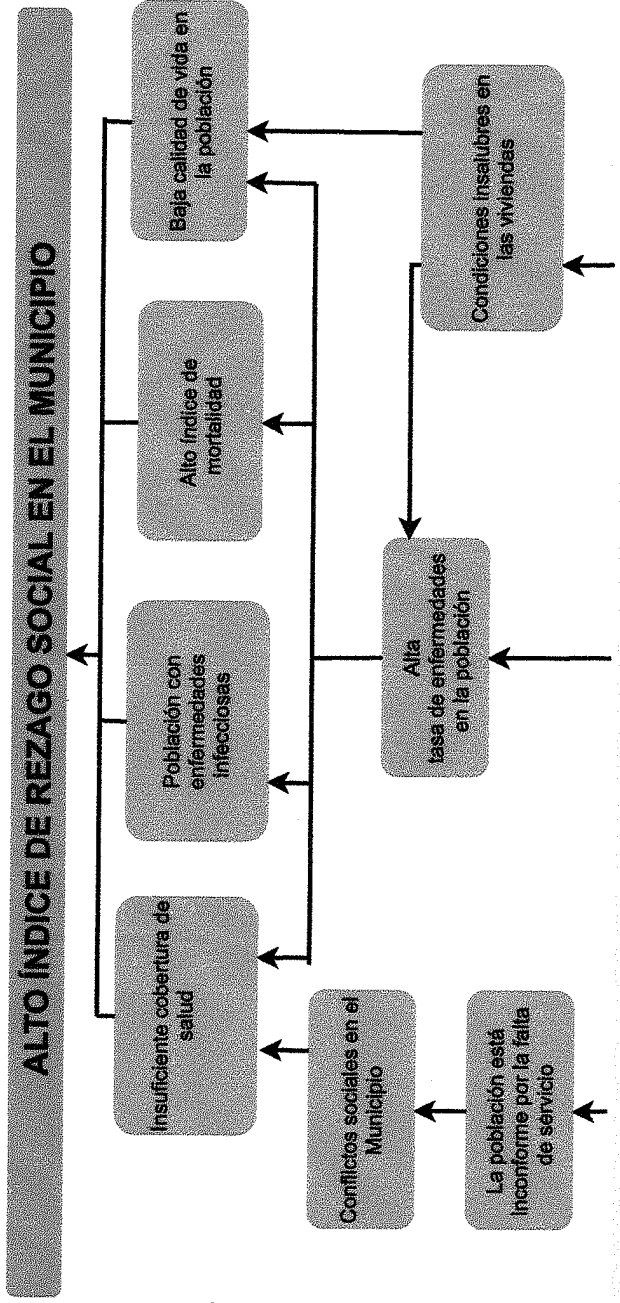 ALTO ÍNDICE DE REZAGO SOCIAL EN EL MUNICIPIO
Insuficiente cobertura de
salud
Población con
enfermedades
infecciosas
Alto índice de
mortalidad
Baja calidad de vida en
la población
Conflictos sociales en el
Municipio
Alta
tasa de enfermedades
en la población
Condiciones insalubres en
las viviendas
La población está
inconforme por la falta
de servicio